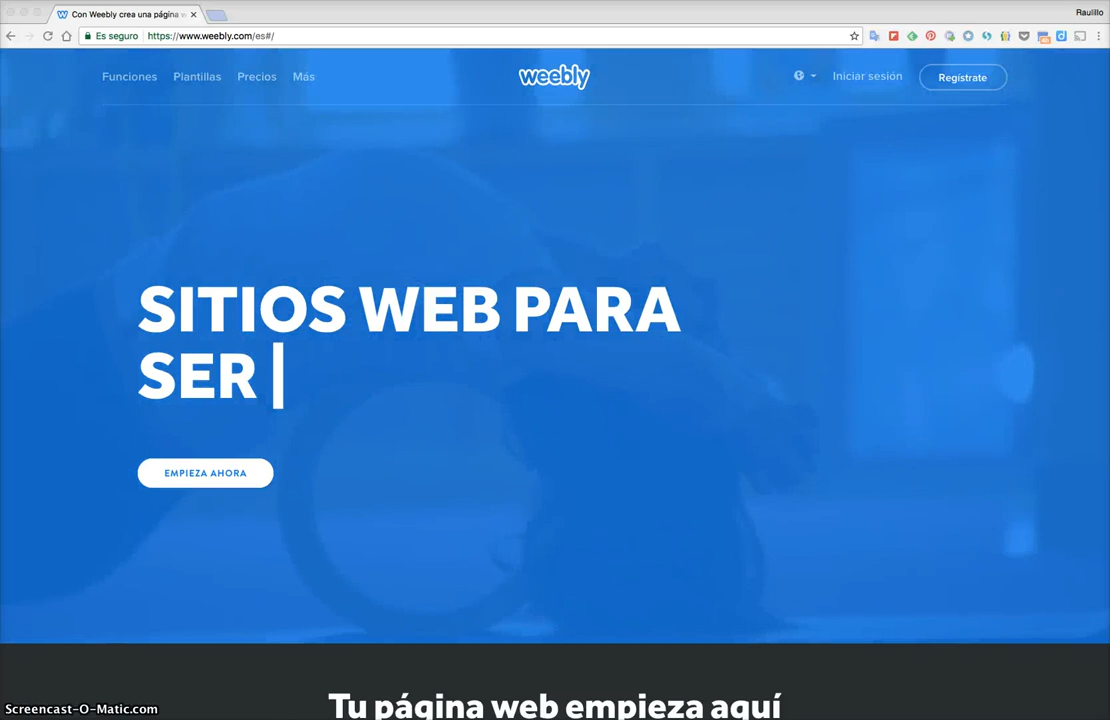 Con Weebly crea una página w
Raulillo
Es seguro
https://www.weebly.com/es#/
Funciones
Plantillas
Precios
Más
weebly
Iniciar sesión
Regístrate
SITIOS WEB PARA
SER |
EMPIEZA AHORA
Tu página web empieza aquí
Screencast-O-Matic.com